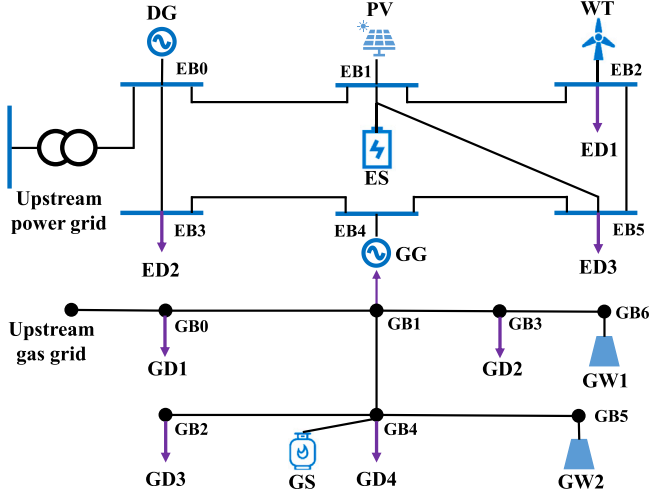 DG
PV
WT
EB0
EB1
EB2
ED1
ES
Upstream
power grid
EB3
EB4
EB5
ED2
GG
ED3
Upstream
gas grid
GB0
GB1
GB3
GB6
GD1
GD2
GW1
GB2
GB4
GB5
GD3
GS
GD4
GW2